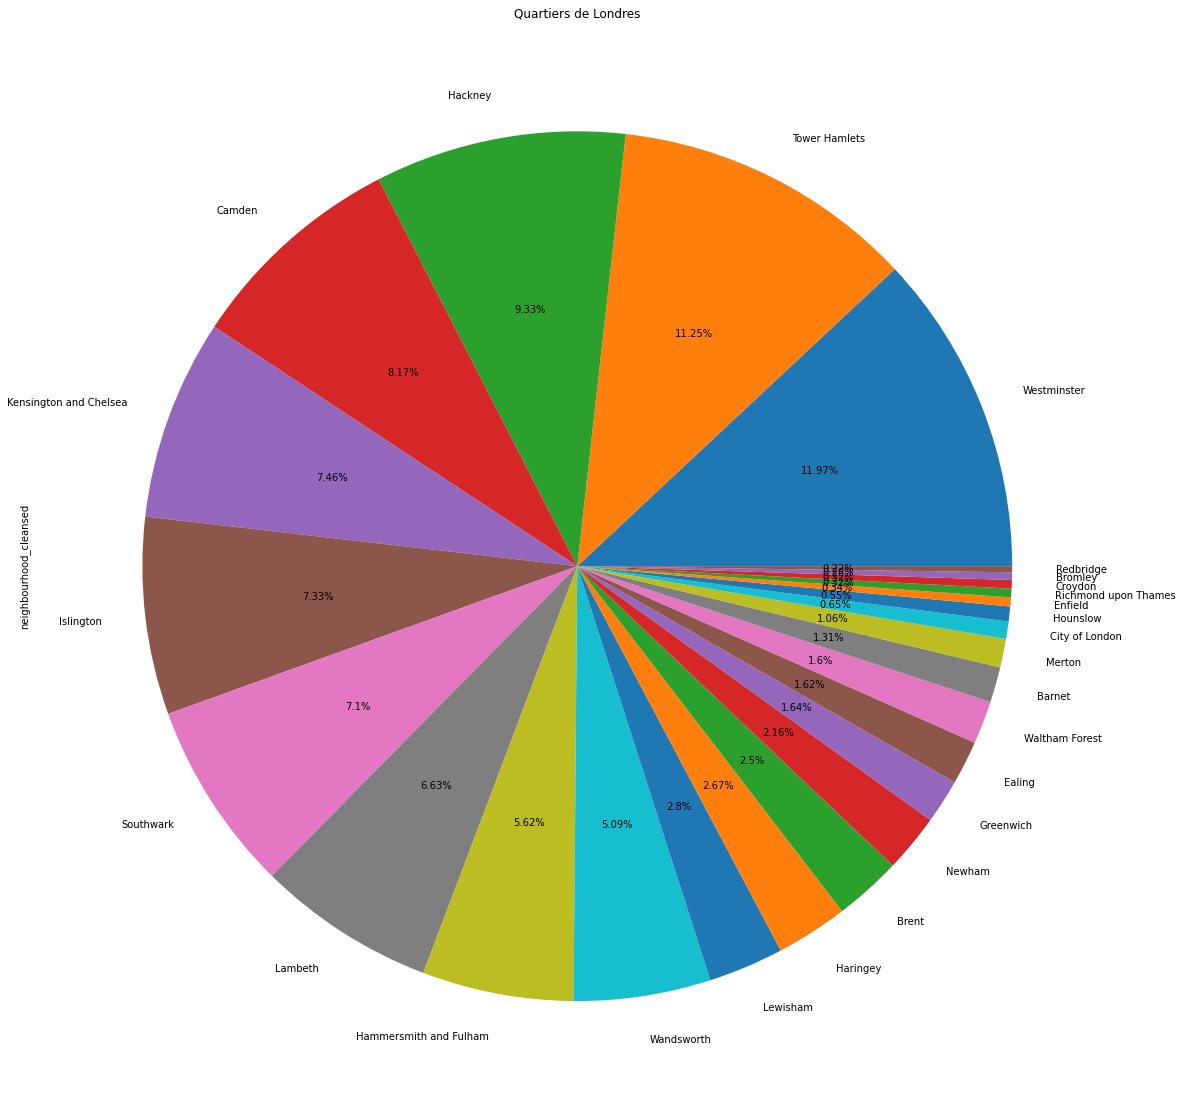 Quartiers de Londres
Hackney
Tower Hamlets
Camden
9.33%
11.25%
8.17%
Westminster
Kensington and Chelsea
7.46%
11.97%
neighbourhood_cleansed
0.22%
Redbridge
Bromley
Croydon
Richmond upon Thames
0.34%
Enfield
0.55%
Hounslow
0.65%
City of London
1.06%
Islington
7.33%
1.31%
Merton
1.6%
Barnet
1.62%
7.1%
1.64%
Waltham Forest
2.16%
2.5%
Ealing
6.63%
2.67%
2.8%
Southwark
5.62%
5.09%
Greenwich
Newham
Brent
Lambeth
Haringey
Lewisham
Hammersmith and Fulham
Wandsworth